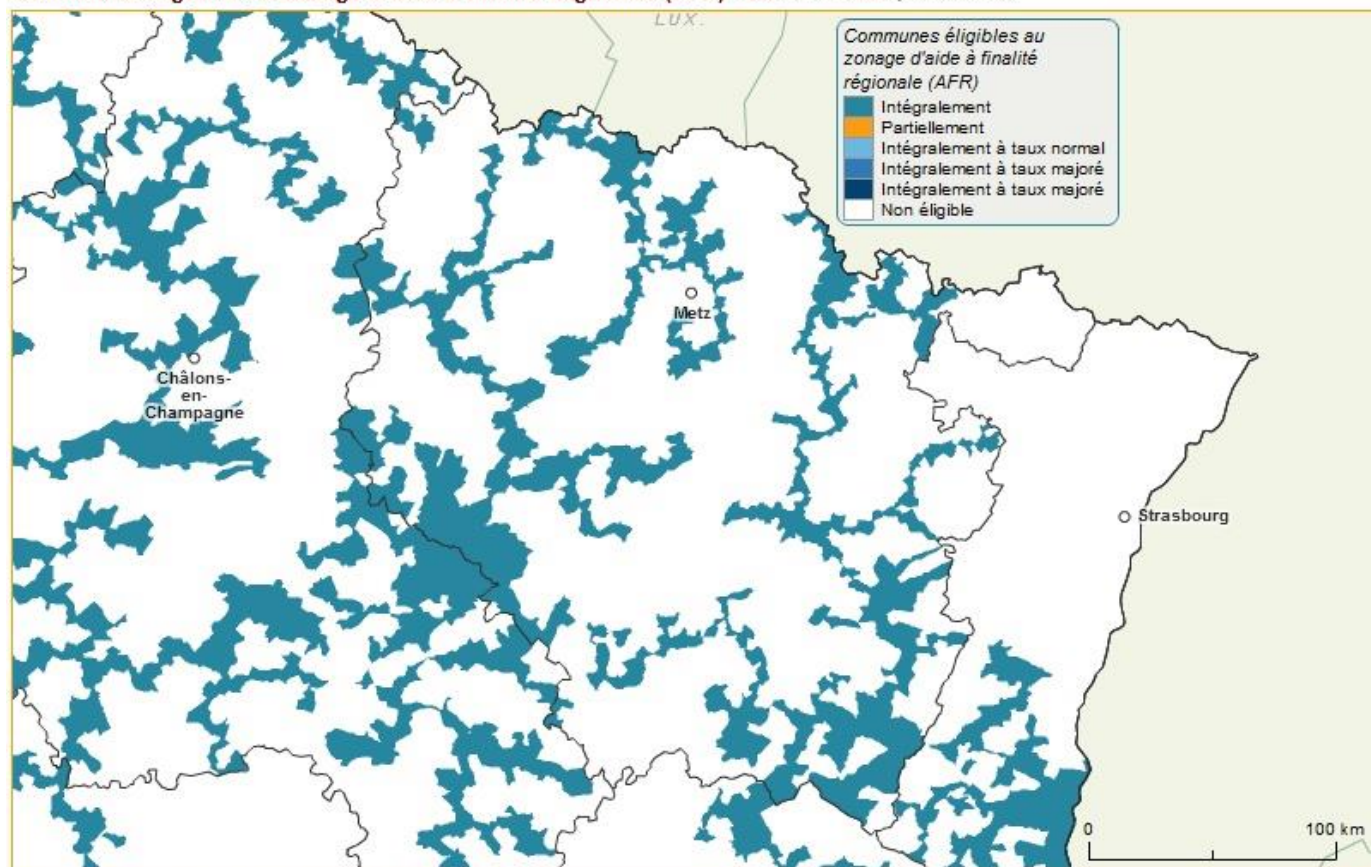 LUX.
Communes éligibles au
zonage d'aide à finalité
régionale (AFR)
Intégralement
Partiellement
Intégralement à taux normal
Intégralement à taux majoré
Intégralement à taux majoré
Non éligible
Metz
Châlons-
en-
Champagne
Strasbourg
0 100 km